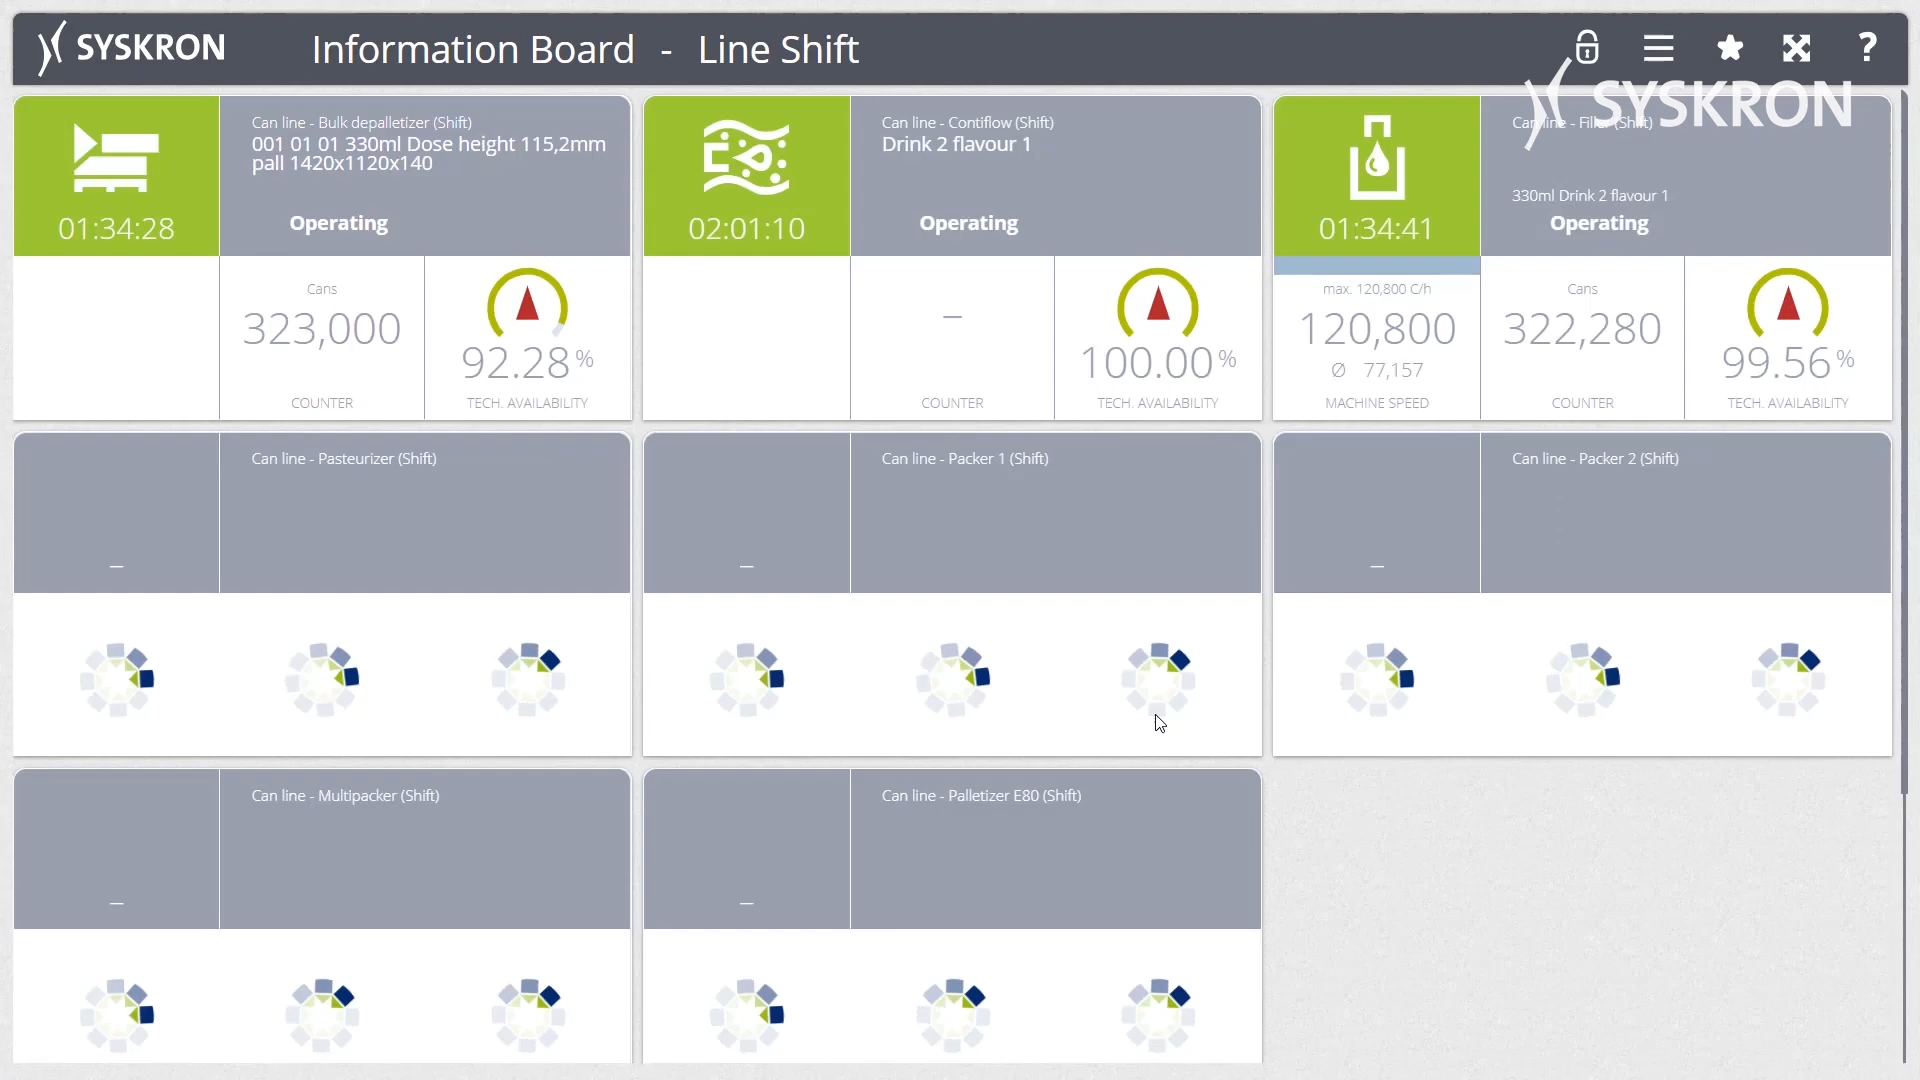 SYSKRON
Information Board - Line Shift
?
SYSKRON
Can line - Bulk depalletizer (Shift)
001 01 01 330ml Dose height 115,2mm
pall 1420x1120x140
01:34:28
Operating
Cans
323,000
COUNTER
92.28 %
TECH. AVAILABILITY
Can line - Contiflow (Shift)
Drink 2 flavour 1
02:01:10
Operating
–
COUNTER
100.00 %
TECH. AVAILABILITY
Can line - Filler (Shift)
330ml Drink 2 flavour 1
01:34:41
Operating
max. 120,800 C/h
120,800
Ø 77,157
MACHINE SPEED
Cans
322,280
COUNTER
99.56 %
TECH. AVAILABILITY
Can line - Pasteurizer (Shift)
–
Can line - Packer 1 (Shift)
–
Can line - Packer 2 (Shift)
–
Can line - Multipacker (Shift)
–
Can line - Palletizer E80 (Shift)
–